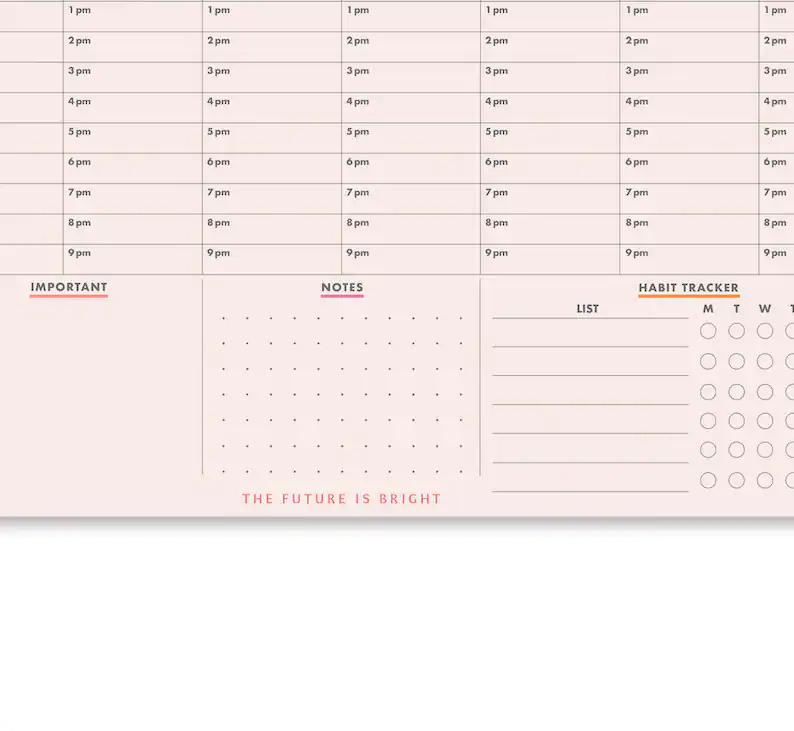 1 pm 1 pm 1 pm 1 pm 1 pm 1 pm
2 pm 2 pm 2 pm 2 pm 2 pm 2 pm
3 pm 3 pm 3 pm 3 pm 3 pm 3 pm
4 pm 4 pm 4 pm 4 pm 4 pm 4 pm
5 pm 5 pm 5 pm 5 pm 5 pm 5 pm
6 pm 6 pm 6 pm 6 pm 6 pm 6 pm
7 pm 7 pm 7 pm 7 pm 7 pm 7 pm
8 pm 8 pm 8 pm 8 pm 8 pm 8 pm
9 pm 9 pm 9 pm 9 pm 9 pm 9 pm
IMPORTANT
NOTES
HABIT TRACKER
LIST M T W T
THE FUTURE IS BRIGHT